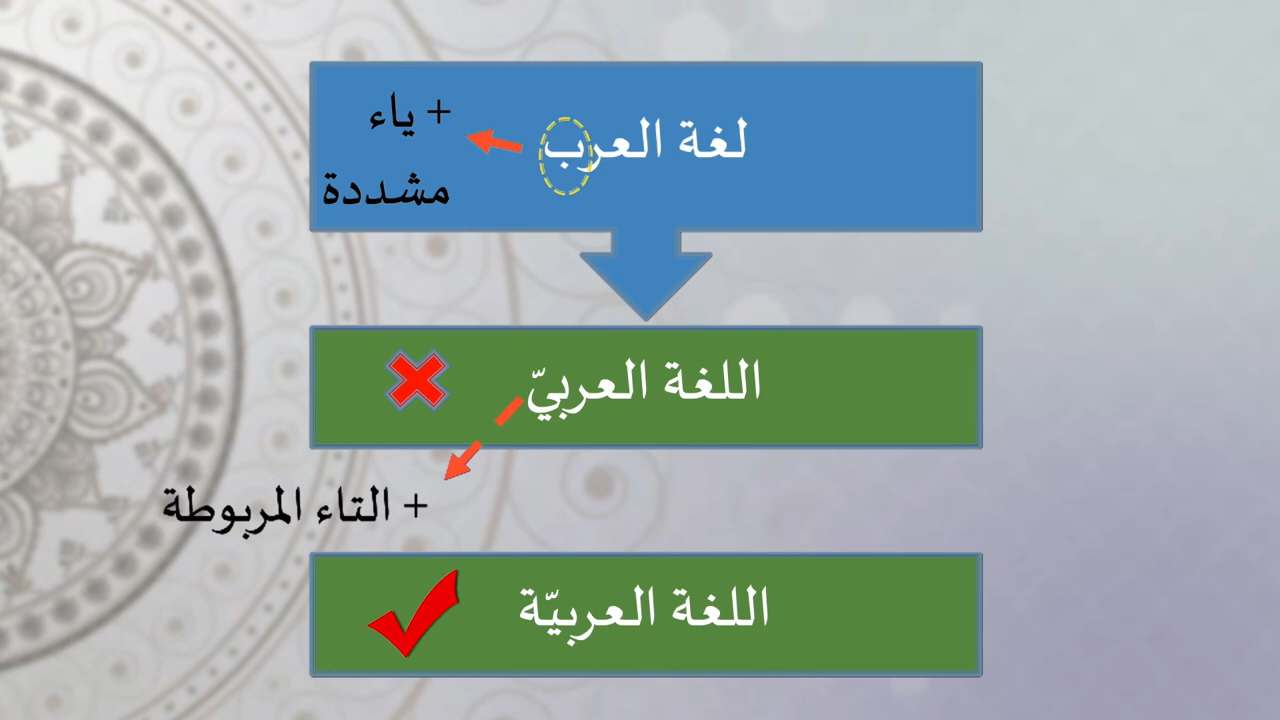 لغة العرب
+ ياء
مشددة
اللغة العربيّ
+ التاء المربوطة
اللغة العربيّة